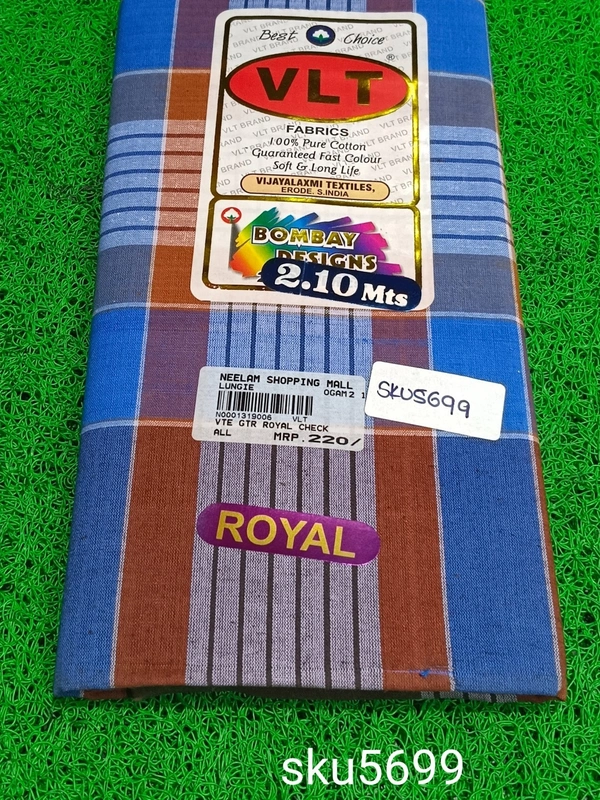 Best Choice
VLT®
FABRICS
100% Pure Cotton
Guaranteed Fast Colour
Soft & Long Life
VIJAYALAXMI TEXTILES,
ERODE. S.INDIA
BOMBAY
DESIGNS
2.10 Mts
NEELAM SHOPPING MALL
LUNGIE OGAM2 1
N0001319006 VLT
VTE GTR ROYAL CHECK
ALL MRP.220/
SKU5699
ROYAL
sku5699